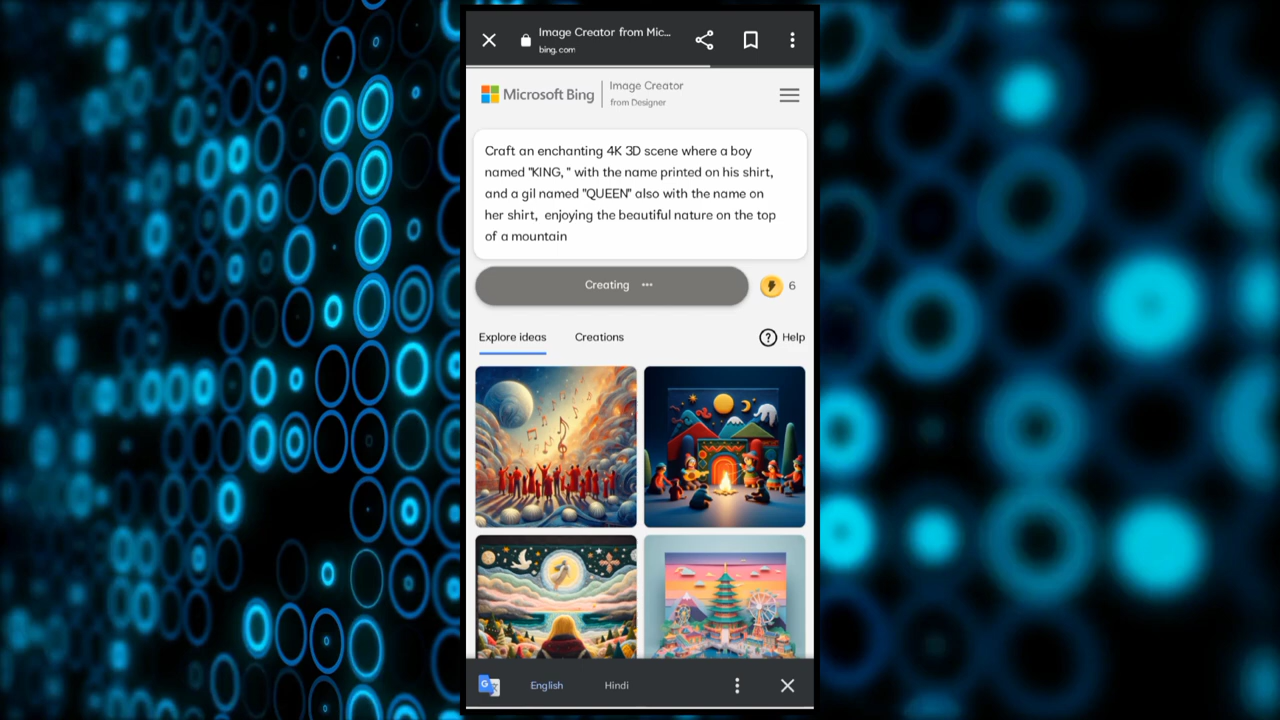 Image Creator from Mic...
bing.com
Microsoft Bing
Image Creator
from Designer
Craft an enchanting 4K 3D scene where a boy
named "KING, " with the name printed on his shirt,
and a gil named "QUEEN" also with the name on
her shirt,  enjoying the beautiful nature on the top
of a mountain
Creating ...
6
Explore ideas
Creations
? Help
G
English
Hindi